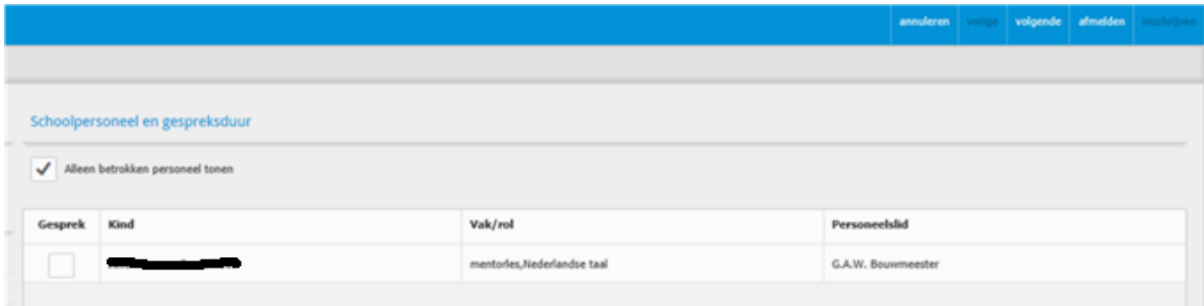 annuleren vorige volgende afmelden inschrijven
Schoolpersoneel en gespreksduur
Alleen betrokken personeel tonen
Gesprek Kind Vak/rol Personeelslid
mentorles,Nederlandse taal G.A.W. Bouwmeester